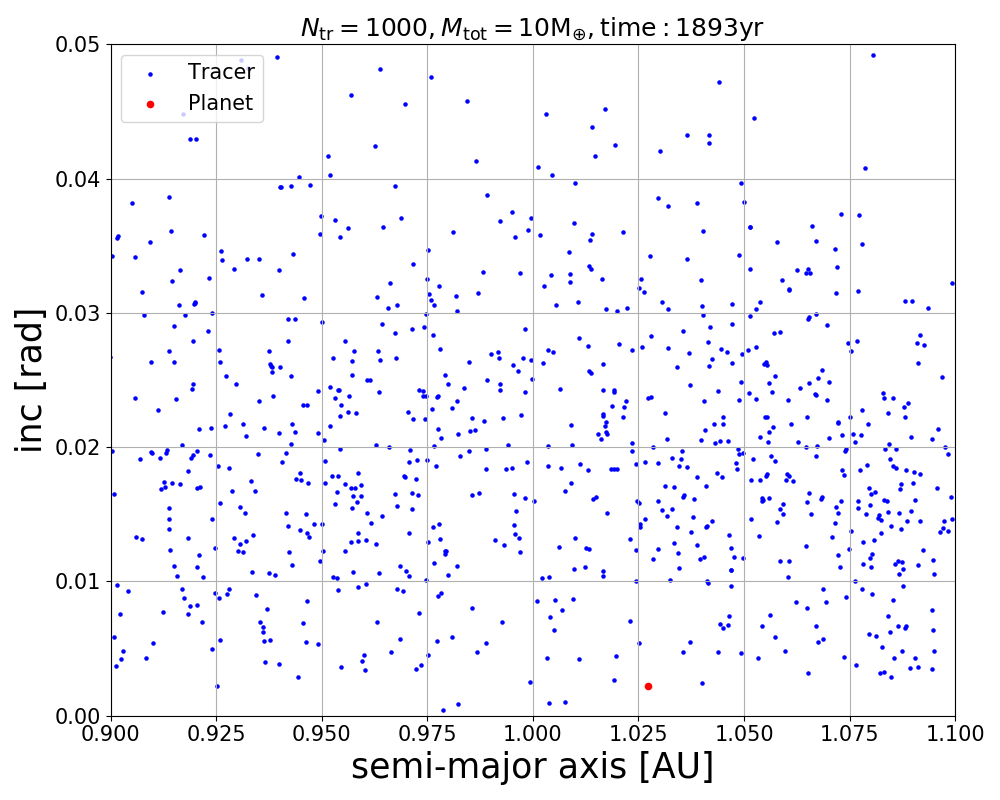 N_tr = 1000, M_tot = 10M_⊕, time : 1893yr
0.05
Tracer
Planet
0.04
0.03
inc [rad]
0.02
0.01
0.00
0.900 0.925 0.950 0.975 1.000 1.025 1.050 1.075 1.100
semi-major axis [AU]